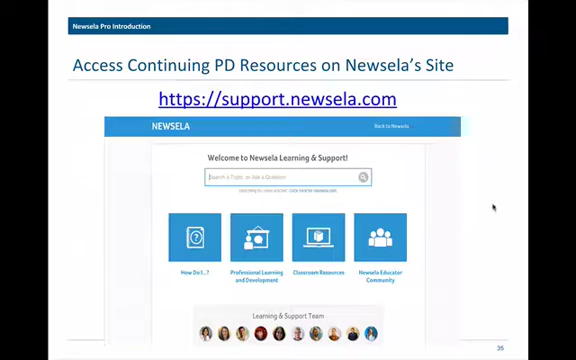 Newsela Pro Introduction
Access Continuing PD Resources on Newsela's Site
https://support.newsela.com
NEWSELA
Back to Newsela
Welcome to Newsela Learning & Support!
Search a Topic, or Ask a Question
How Do I...?
Professional Learning and Development
Classroom Resources
Newsela Educator Community
Learning & Support Team
35